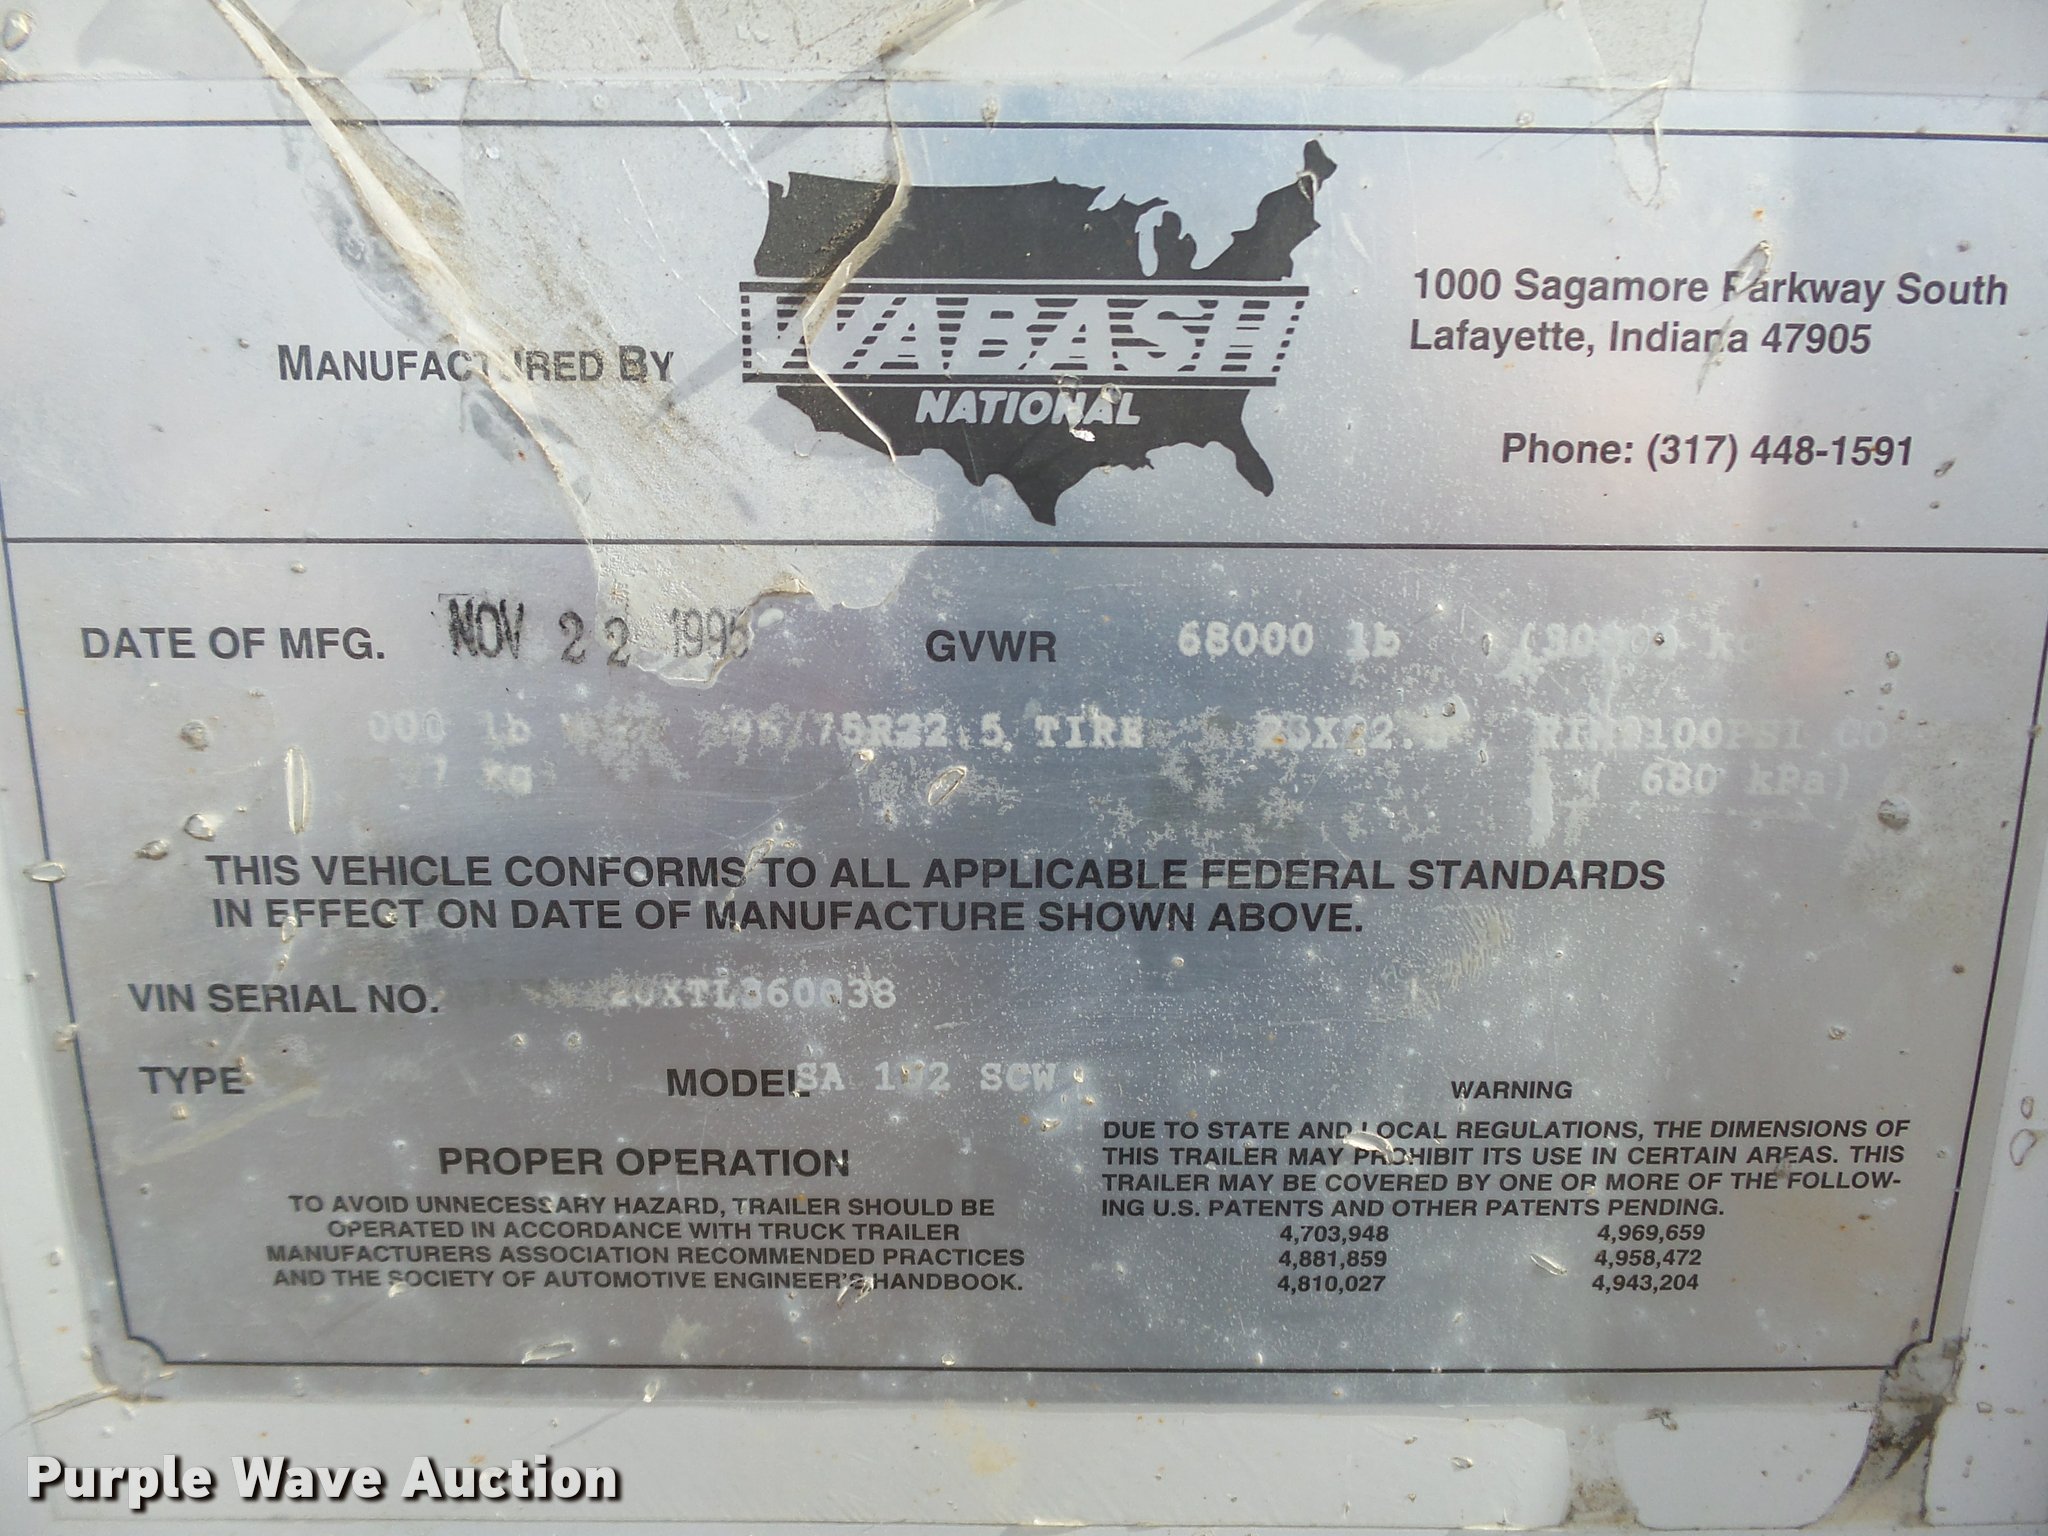 1000 Sagamore Parkway South
Lafayette, Indiana 47905
MANUFACTURED BY
WABASH
NATIONAL
Phone: (317) 448-1591
DATE OF MFG. NOV 22 GVWR 68000 lb
lb TIRE
kg ( 680 kPa)
THIS VEHICLE CONFORMS TO ALL APPLICABLE FEDERAL STANDARDS
IN EFFECT ON DATE OF MANUFACTURE SHOWN ABOVE.
VIN SERIAL NO.
TYPE MODEL SA SCW
WARNING
DUE TO STATE AND LOCAL REGULATIONS, THE DIMENSIONS OF
THIS TRAILER MAY PROHIBIT ITS USE IN CERTAIN AREAS. THIS
TRAILER MAY BE COVERED BY ONE OR MORE OF THE FOLLOW-
ING U.S. PATENTS AND OTHER PATENTS PENDING.
4,703,948 4,969,659
4,881,859 4,958,472
4,810,027 4,943,204
PROPER OPERATION
TO AVOID UNNECESSARY HAZARD, TRAILER SHOULD BE
OPERATED IN ACCORDANCE WITH TRUCK TRAILER
MANUFACTURERS ASSOCIATION RECOMMENDED PRACTICES
AND THE SOCIETY OF AUTOMOTIVE ENGINEER'S HANDBOOK.
Purple Wave Auction